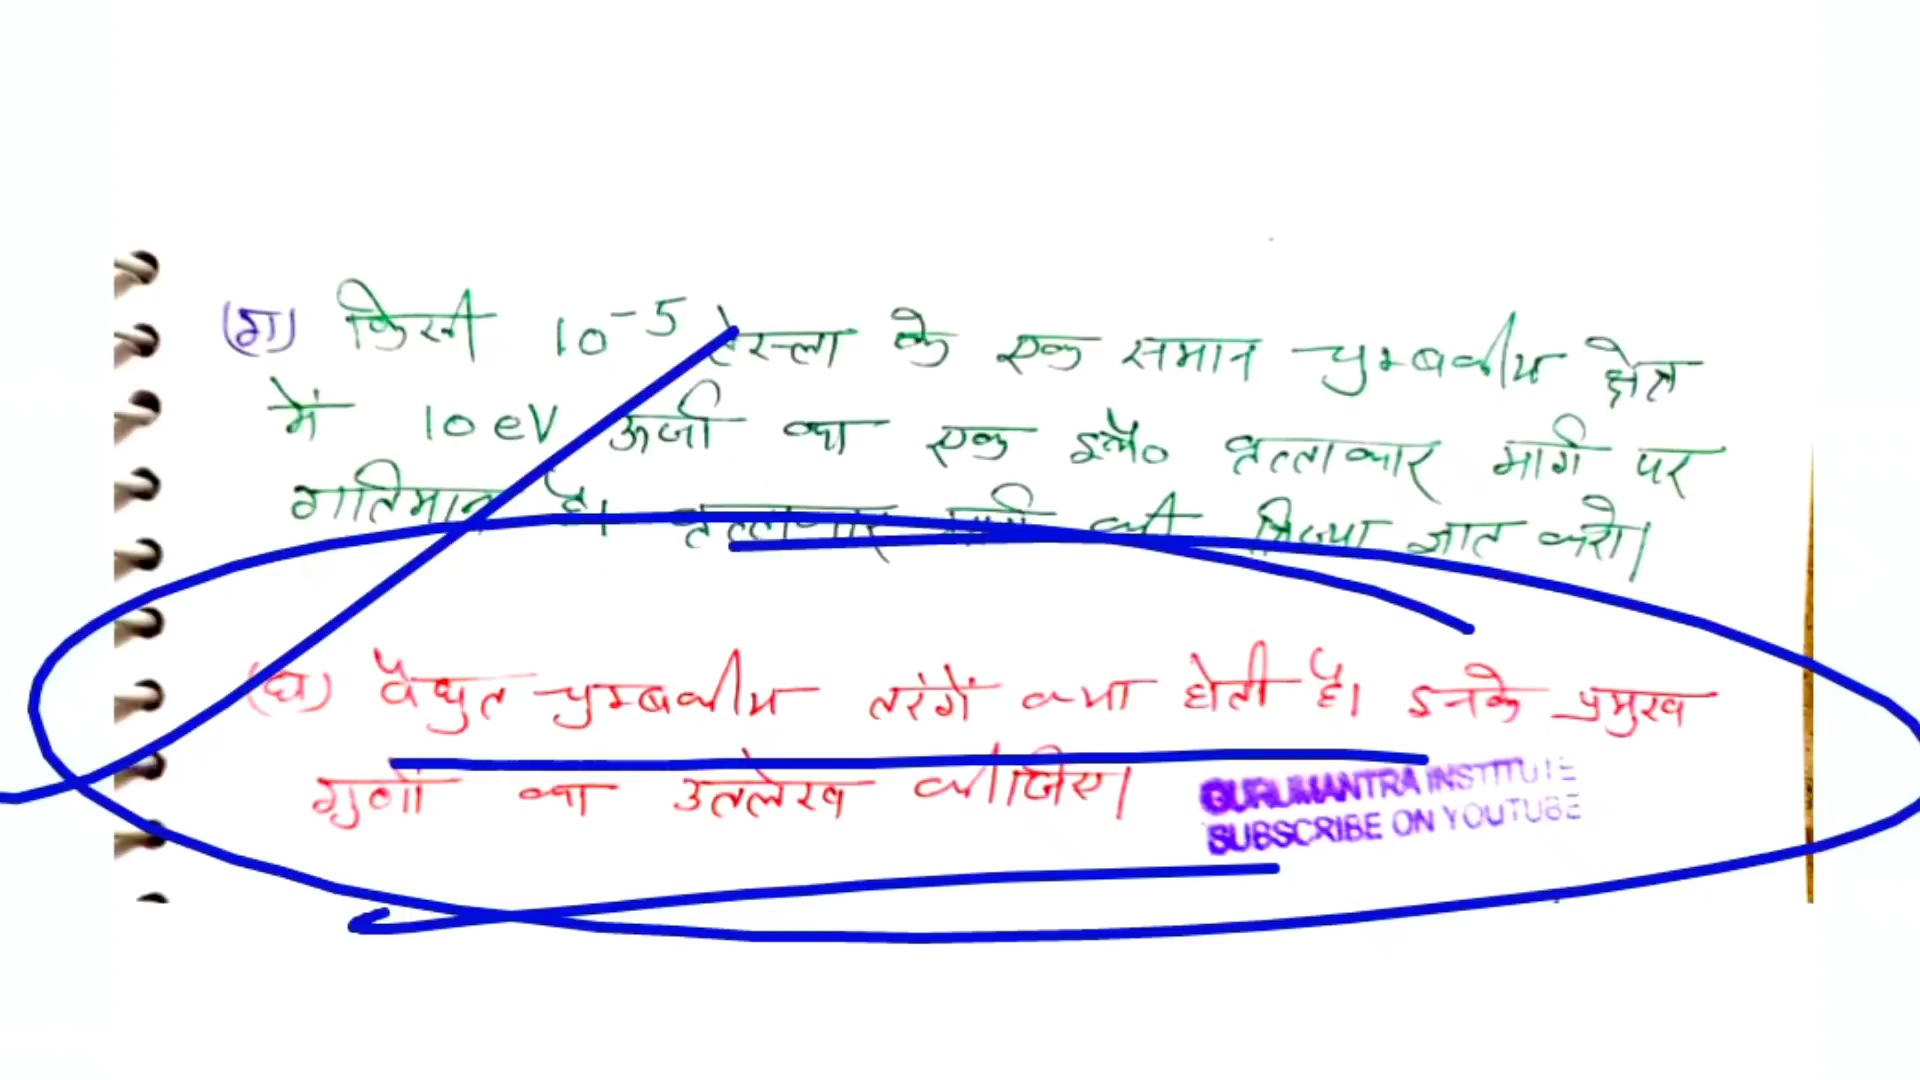 (ग) किसी 10⁻⁵ टेस्ला के एक समान चुम्बकीय क्षेत्र
में 10 eV ऊर्जा का एक इलै० वृत्ताकार मार्ग पर
गतिमान है। वृत्ताकार मार्ग की त्रिज्या ज्ञात करो।
(घ) वैधुत चुम्बकीय तरंगें क्या होती है। इनके प्रमुख
गुणों का उल्लेख कीजिए।
GURUMANTRA INSTITUTE
SUBSCRIBE ON YOUTUBE